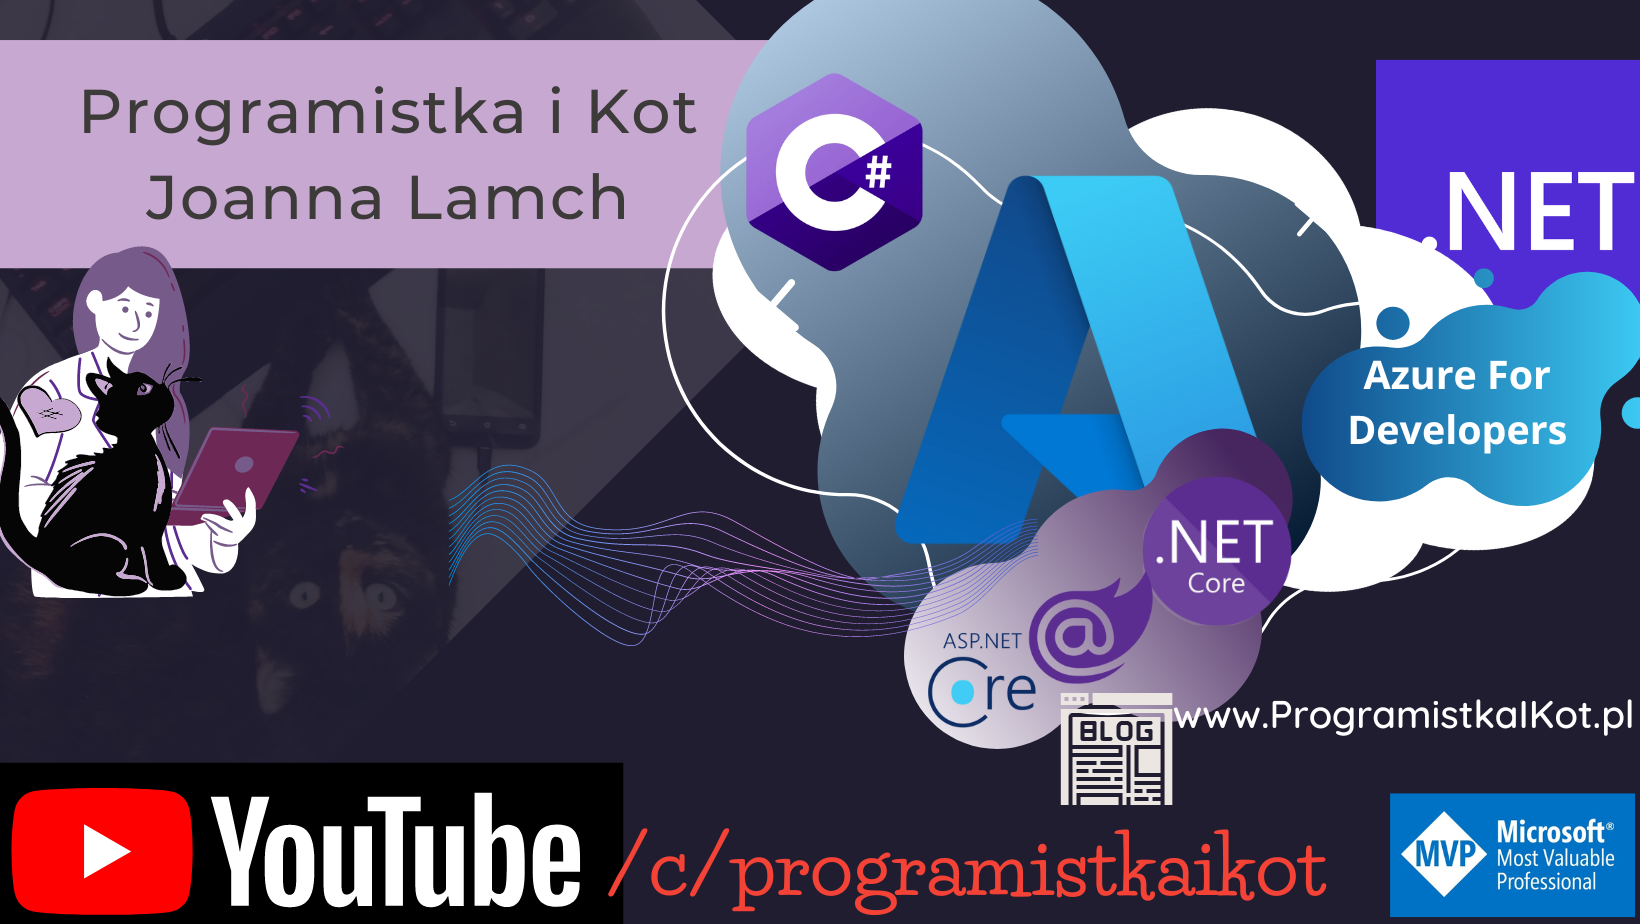 Programistka i Kot
Joanna Lamch
C#
.NET
Azure For
Developers
.NET
Core
ASP.NET
Core
@
BLOG
www.ProgramistkaIKot.pl
YouTube /c/programistkaikot
MVP
Microsoft®
Most Valuable
Professional